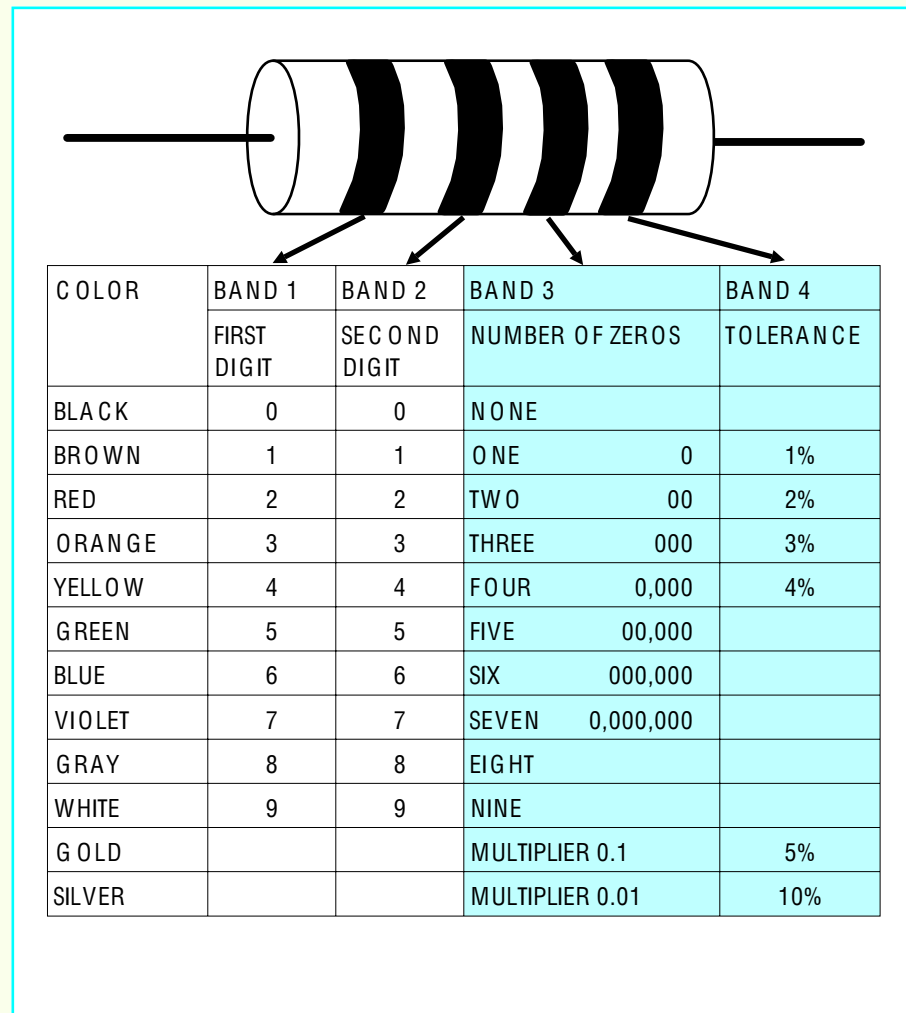 COLOR BAND 1 BAND 2 BAND 3 BAND 4
FIRST DIGIT SECOND DIGIT NUMBER OF ZEROS TOLERANCE
BLACK 0 0 NONE
BROWN 1 1 ONE 0 1%
RED 2 2 TWO 00 2%
ORANGE 3 3 THREE 000 3%
YELLOW 4 4 FOUR 0,000 4%
GREEN 5 5 FIVE 00,000
BLUE 6 6 SIX 000,000
VIOLET 7 7 SEVEN 0,000,000
GRAY 8 8 EIGHT
WHITE 9 9 NINE
GOLD MULTIPLIER 0.1 5%
SILVER MULTIPLIER 0.01 10%